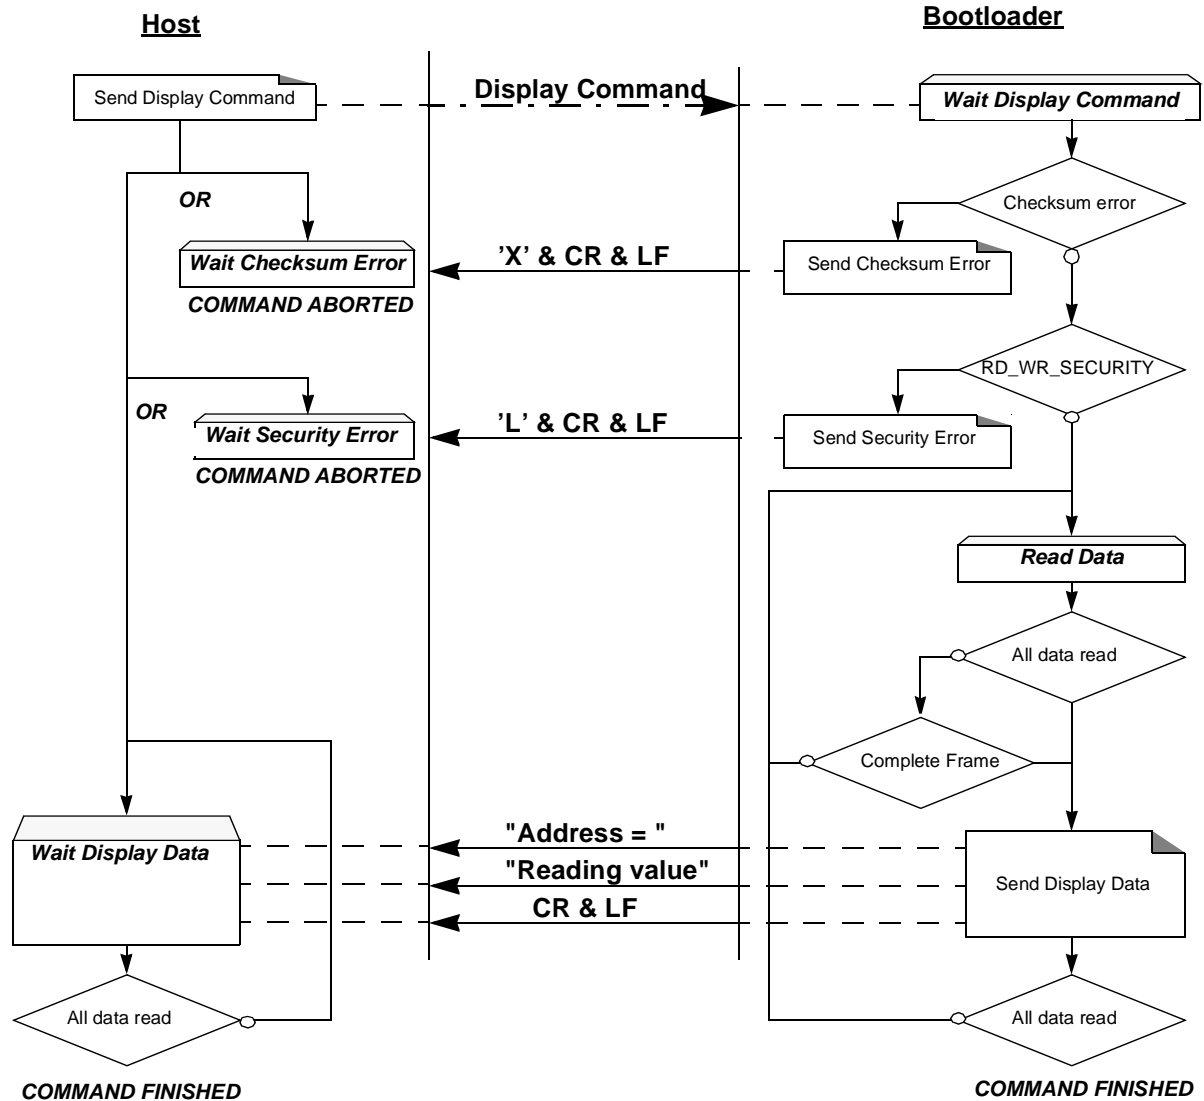 Host
Bootloader
Send Display Command
Display Command
Wait Display Command
OR
Checksum error
Wait Checksum Error
'X' & CR & LF
Send Checksum Error
COMMAND ABORTED
RD_WR_SECURITY
OR
Wait Security Error
'L' & CR & LF
Send Security Error
COMMAND ABORTED
Read Data
All data read
Complete Frame
Wait Display Data
"Address = "
"Reading value"
CR & LF
Send Display Data
All data read
All data read
COMMAND FINISHED
COMMAND FINISHED